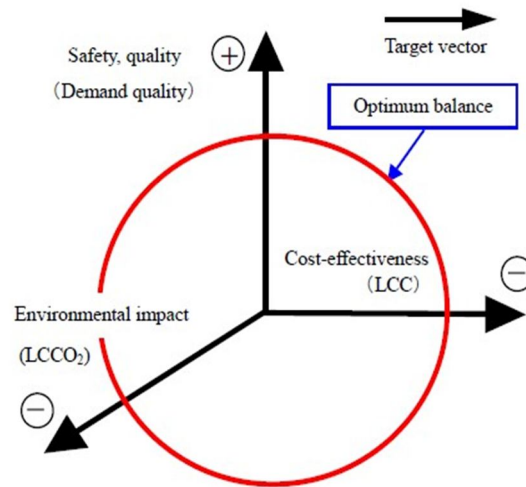 Target vector
Safety, quality
（Demand quality）
+
Optimum balance
Cost-effectiveness
（LCC）
−
Environmental impact
(LCCO₂)
−